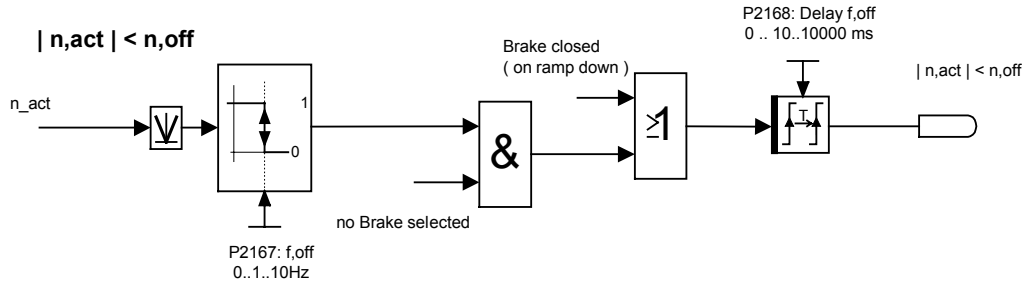 P2168: Delay f,off
0 .. 10..10000 ms
| n,act | < n,off
Brake closed
( on ramp down )
| n,act | < n,off
n_act
1
0
&
≥1
T
no Brake selected
P2167: f,off
0..1..10Hz